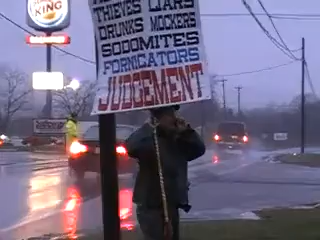 KING
THIEVES LIARS
DRUNKS MOCKERS
SODOMITES
FORNICATORS
JUDGEMENT